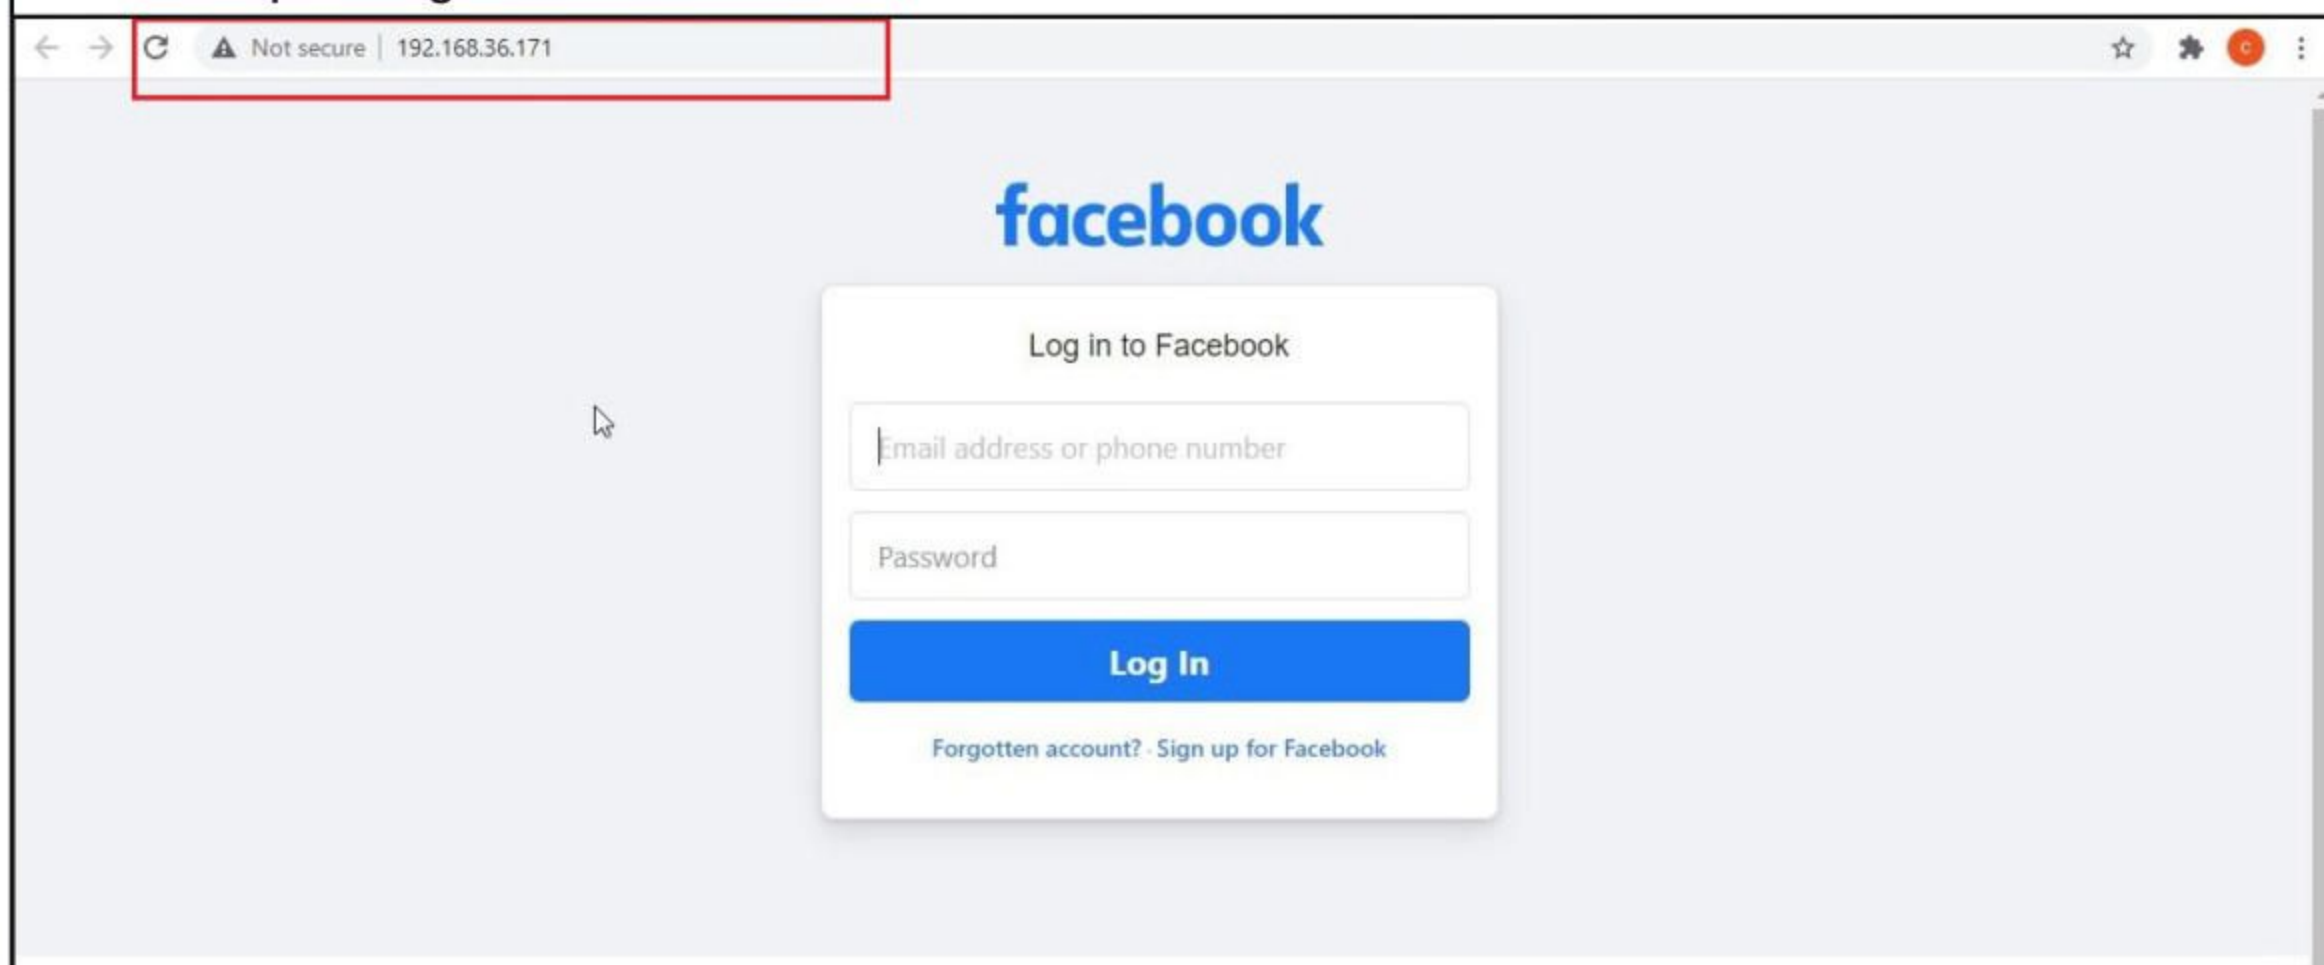 Not secure | 192.168.36.171
facebook
Log in to Facebook
Email address or phone number
Password
Log In
Forgotten account? · Sign up for Facebook